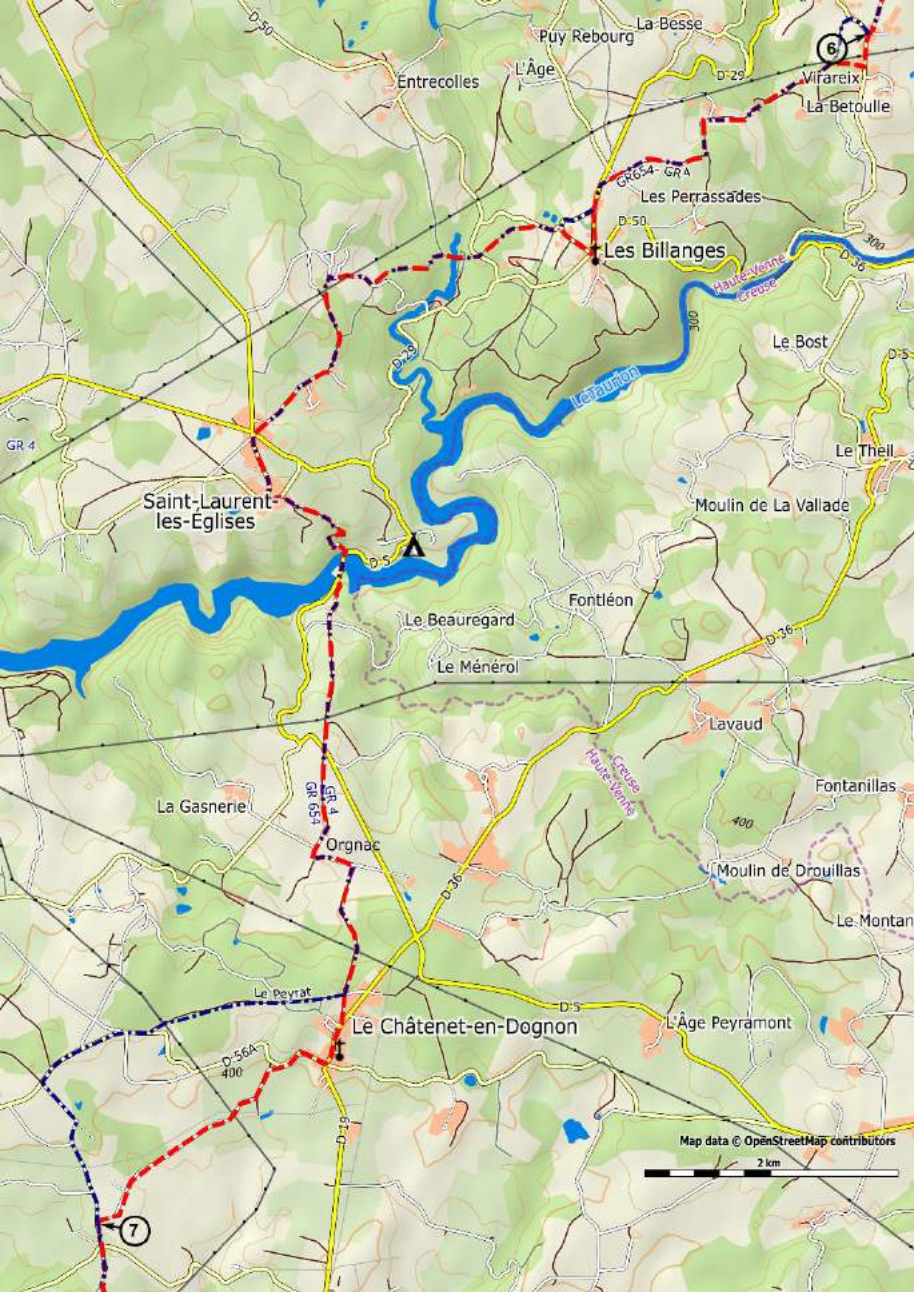 D-50
La Besse
Puy Rebourg
6
L'Âge
D-29
Entrecolles
Virareix
La Betoulle
GR654- GR4
Les Perrassades
D-50
Les Billanges
300
D-36
Haute-Vienne
Creuse
300
Le Bost
D-29
D-5
Le Taurion
GR 4
Le Theil
Saint-Laurent-
les-Églises
Moulin de La Vallade
D-5
Fontléon
Le Beauregard
D-36
Le Ménérol
Lavaud
Creuse
Haute-Vienne
Fontanillas
La Gasnerie
GR 4
GR 654
400
Orgnac
Moulin de Drouillas
D-36
Le Montan
Le Peyrat
D-5
Le Châtenet-en-Dognon
L'Âge Peyramont
D-56A
400
D-19
Map data © OpenStreetMap contributors
2 km
7